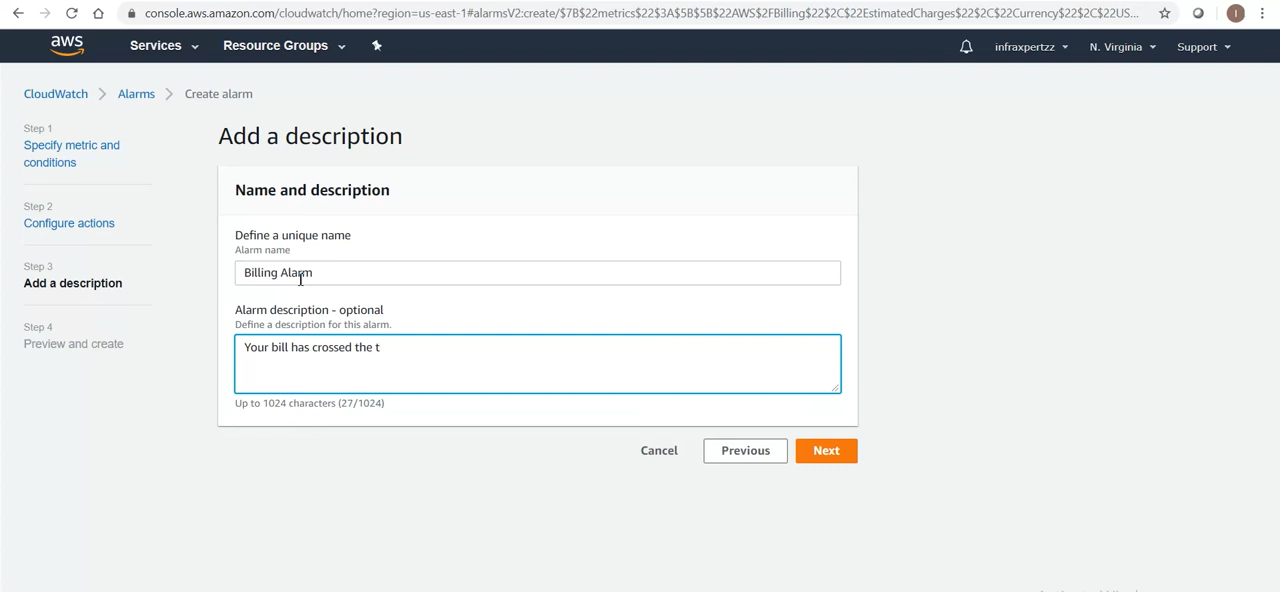 console.aws.amazon.com/cloudwatch/home?region=us-east-1#alarmsV2:create/$7B$22metrics$22$3A$5B$5B$22AWS$2FBilling$22$2C$22EstimatedCharges$22$2C$22Currency$22$2C$22US...
I
aws
Services
Resource Groups
infraxpertzz
N. Virginia
Support
CloudWatch
Alarms
Create alarm
Step 1
Specify metric and
conditions
Step 2
Configure actions
Step 3
Add a description
Step 4
Preview and create
Add a description
Name and description
Define a unique name
Alarm name
Billing Alarm
Alarm description - optional
Define a description for this alarm.
Your bill has crossed the t
Up to 1024 characters (27/1024)
Cancel
Previous
Next